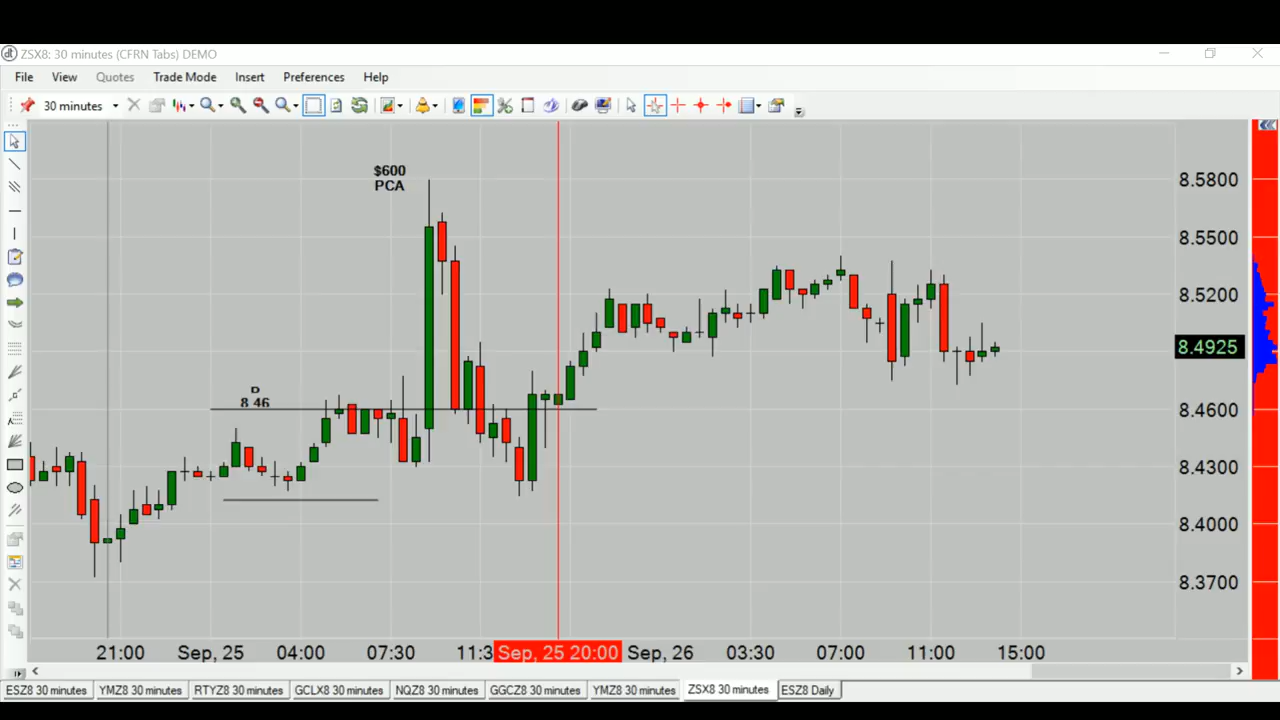 ZSX8: 30 minutes (CFRN Tabs) DEMO
File View Quotes Trade Mode Insert Preferences Help
30 minutes
$600
PCA
8.5800
8.5500
8.5200
8.4925
8 46
8.4600
8.4300
8.4000
8.3700
21:00 Sep, 25 04:00 07:30 11:3 Sep, 25 20:00 Sep, 26 03:30 07:00 11:00 15:00
ESZ8 30 minutes YMZ8 30 minutes RTYZ8 30 minutes GCLX8 30 minutes NQZ8 30 minutes GGCZ8 30 minutes YMZ8 30 minutes ZSX8 30 minutes ESZ8 Daily